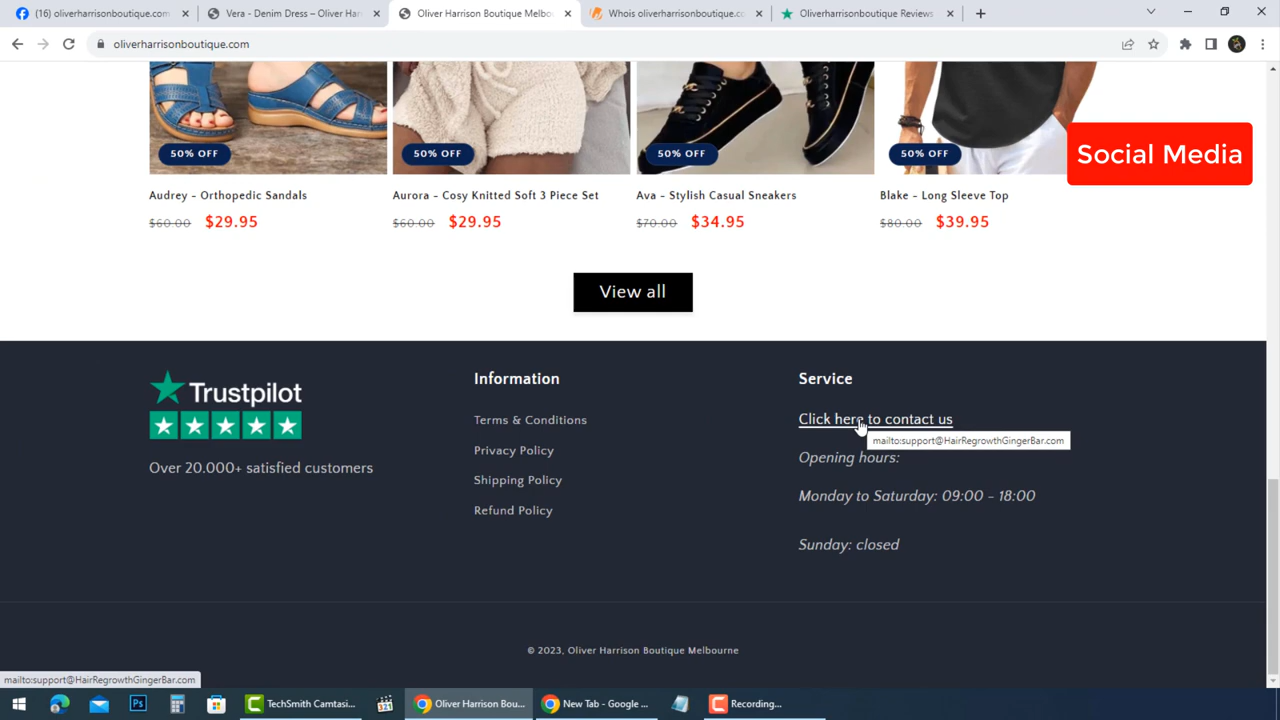 (16) oliverharrisonboutique.com
Vera - Denim Dress – Oliver Har
Oliver Harrison Boutique Melbo
Whois oliverharrisonboutique.co
Oliverharrisonboutique Reviews
oliverharrisonboutique.com
50% OFF
50% OFF
50% OFF
50% OFF
Social Media
Audrey - Orthopedic Sandals
Aurora - Cosy Knitted Soft 3 Piece Set
Ava - Stylish Casual Sneakers
Blake - Long Sleeve Top
$60.00 $29.95
$60.00 $29.95
$70.00 $34.95
$80.00 $39.95
View all
Trustpilot
Over 20.000+ satisfied customers
Information
Terms & Conditions
Privacy Policy
Shipping Policy
Refund Policy
Service
Click here to contact us
mailto:support@HairRegrowthGingerBar.com
Opening hours:
Monday to Saturday: 09:00 - 18:00
Sunday: closed
© 2023, Oliver Harrison Boutique Melbourne
mailto:support@HairRegrowthGingerBar.com
Ps
TechSmith Camtasi...
Oliver Harrison Bou...
New Tab - Google ...
Recording...